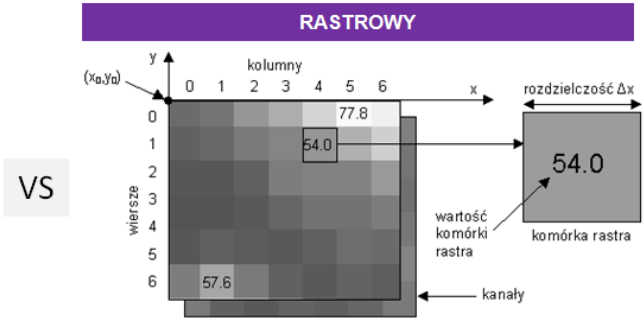 RASTROWY
y
kolumny
(x₀,y₀)
0 1 2 3 4 5 6
x
rozdzielczość Δx
0
77.8
1
54.0
54.0
2
VS
wiersze
3
4
wartość
komórki
rastra
komórka rastra
5
6
57.6
kanały